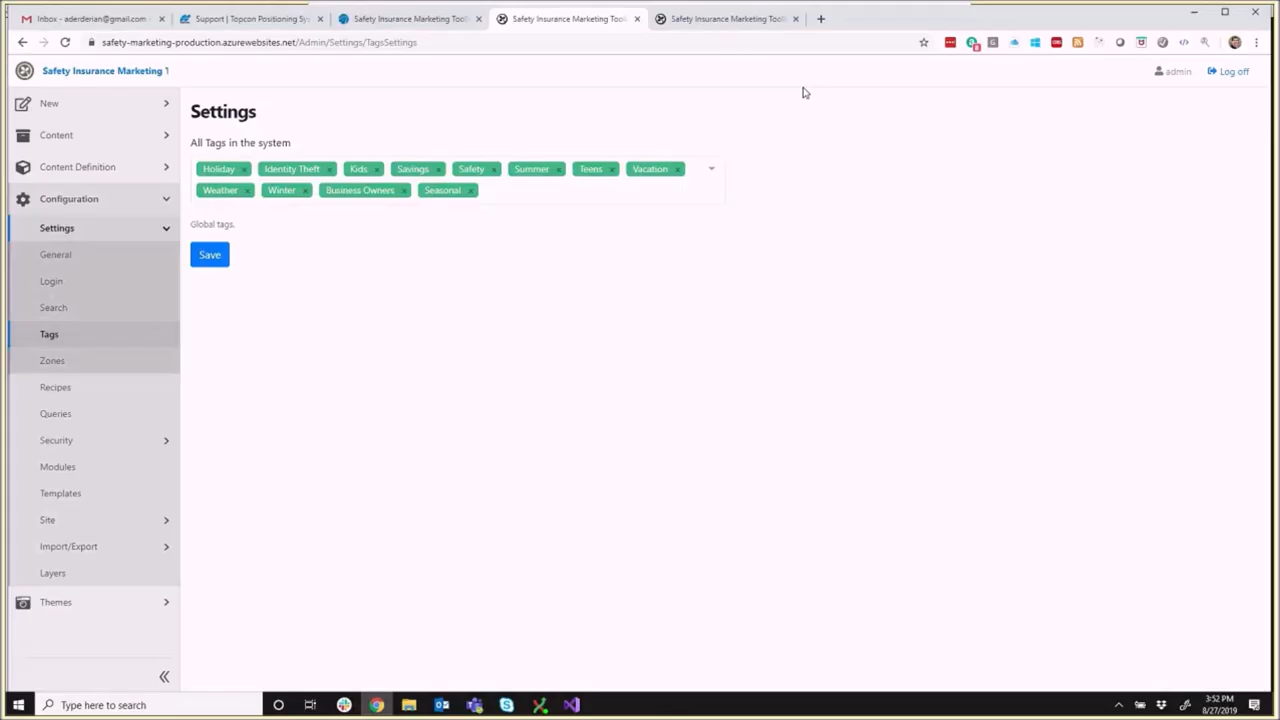 Inbox - aderderian@gmail.com -
Support | Topcon Positioning Sy
Safety Insurance Marketing Tool
Safety Insurance Marketing Tool
Safety Insurance Marketing Tool
safety-marketing-production.azurewebsites.net/Admin/Settings/TagsSettings
Safety Insurance Marketing 1
admin
Log off
New
Content
Content Definition
Configuration
Settings
General
Login
Search
Tags
Zones
Recipes
Queries
Security
Modules
Templates
Site
Import/Export
Layers
Themes
Settings
All Tags in the system
Holiday × Identity Theft × Kids × Savings × Safety × Summer × Teens × Vacation ×
Weather × Winter × Business Owners × Seasonal ×
Global tags.
Save
Type here to search
3:52 PM
8/27/2019